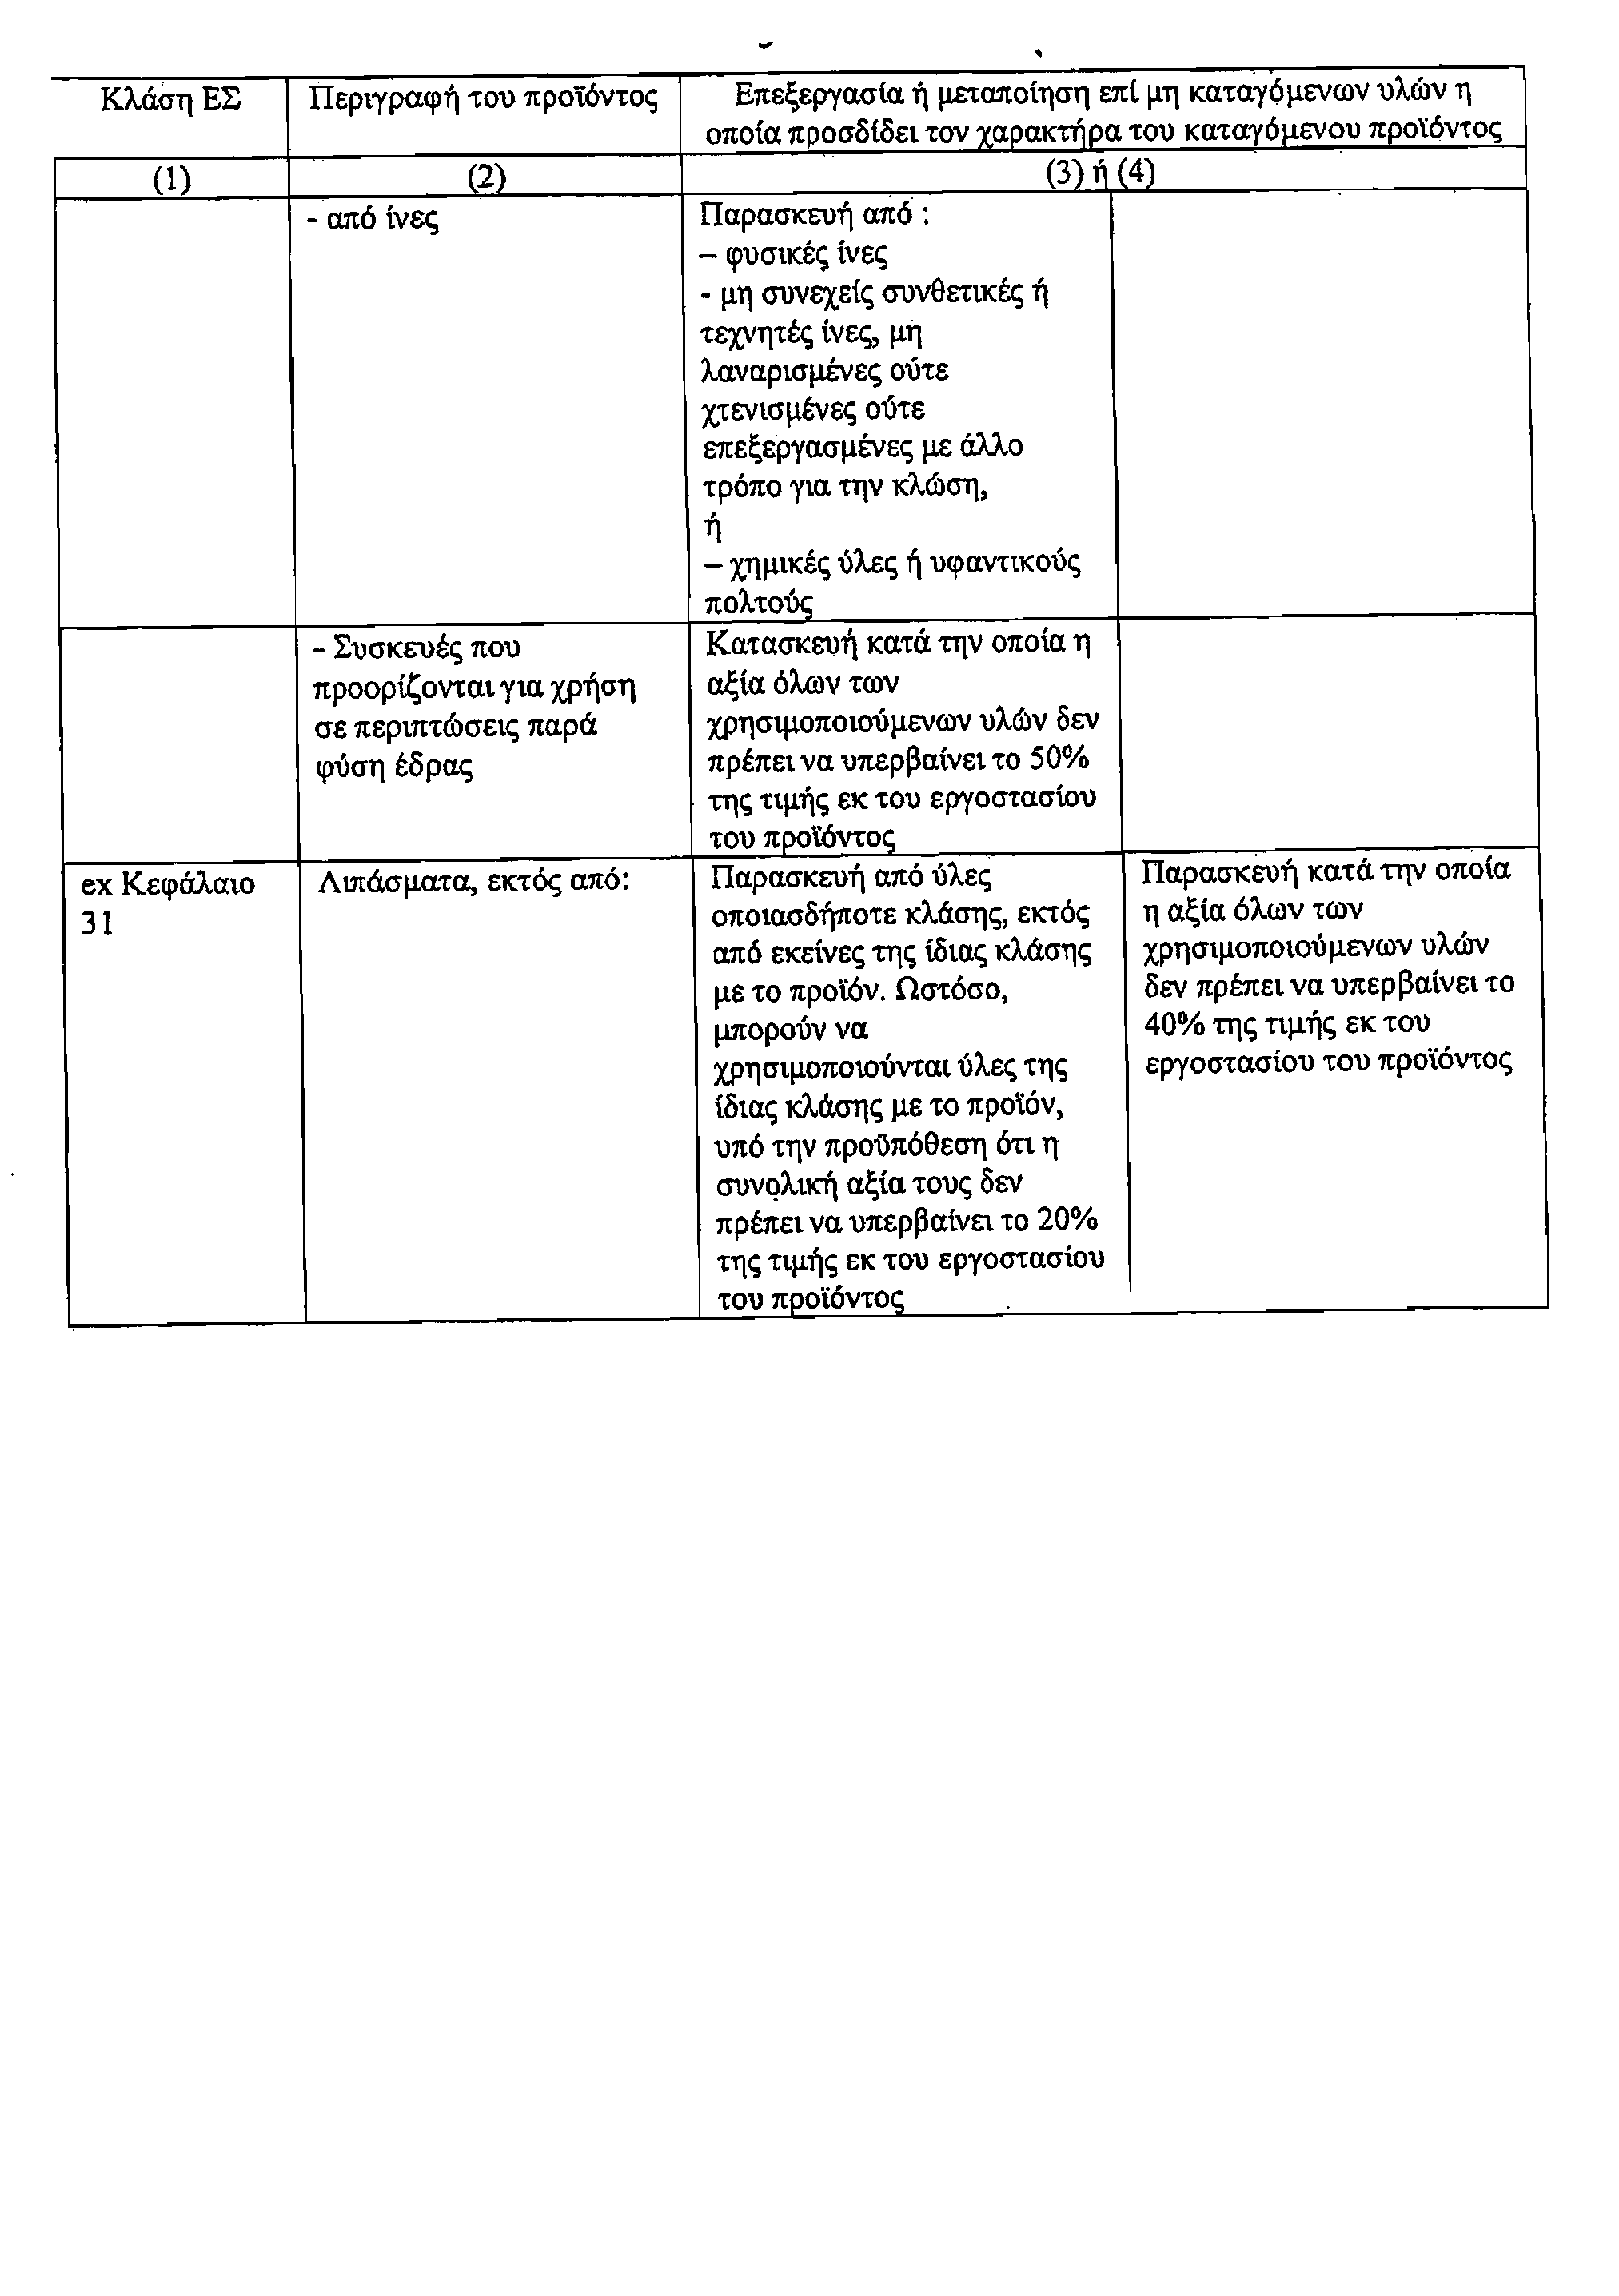 Κλάση ΕΣ
Περιγραφή του προϊόντος
Επεξεργασία ή μεταποίηση επί μη καταγόμενων υλών η
οποία προσδίδει τον χαρακτήρα του καταγόμενου προϊόντος
(1)
(2)
(3) ή (4)
- από ίνες
Παρασκευή από :
– φυσικές ίνες
- μη συνεχείς συνθετικές ή
τεχνητές ίνες, μη
λαναρισμένες ούτε
χτενισμένες ούτε
επεξεργασμένες με άλλο
τρόπο για την κλώση,
ή
– χημικές ύλες ή υφαντικούς
πολτούς
- Συσκευές που
προορίζονται για χρήση
σε περιπτώσεις παρά
φύση έδρας
Κατασκευή κατά την οποία η
αξία όλων των
χρησιμοποιούμενων υλών δεν
πρέπει να υπερβαίνει το 50%
της τιμής εκ του εργοστασίου
του προϊόντος
ex Κεφάλαιο
31
Λιπάσματα, εκτός από:
Παρασκευή από ύλες
οποιασδήποτε κλάσης, εκτός
από εκείνες της ίδιας κλάσης
με το προϊόν. Ωστόσο,
μπορούν να
χρησιμοποιούνται ύλες της
ίδιας κλάσης με το προϊόν,
υπό την προϋπόθεση ότι η
συνολική αξία τους δεν
πρέπει να υπερβαίνει το 20%
της τιμής εκ του εργοστασίου
του προϊόντος
Παρασκευή κατά την οποία
η αξία όλων των
χρησιμοποιούμενων υλών
δεν πρέπει να υπερβαίνει το
40% της τιμής εκ του
εργοστασίου του προϊόντος